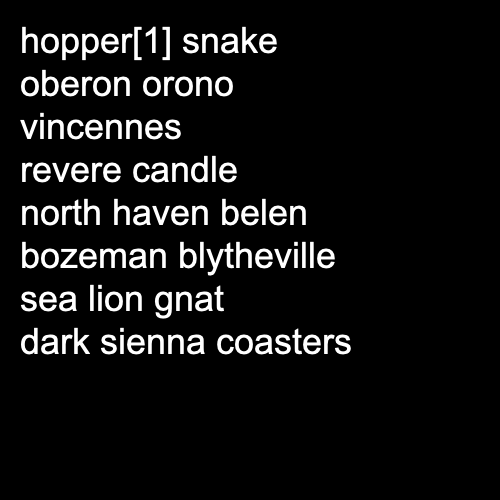 hopper[1] snake
oberon orono
vincennes
revere candle
north haven belen
bozeman blytheville
sea lion gnat
dark sienna coasters